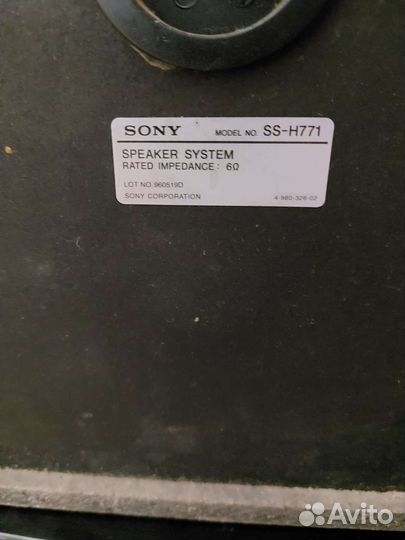 SONY MODEL NO. SS-H771
SPEAKER SYSTEM
RATED IMPEDANCE: 6Ω
LOT NO.960519D
SONY CORPORATION 4-980-326-02
Avito